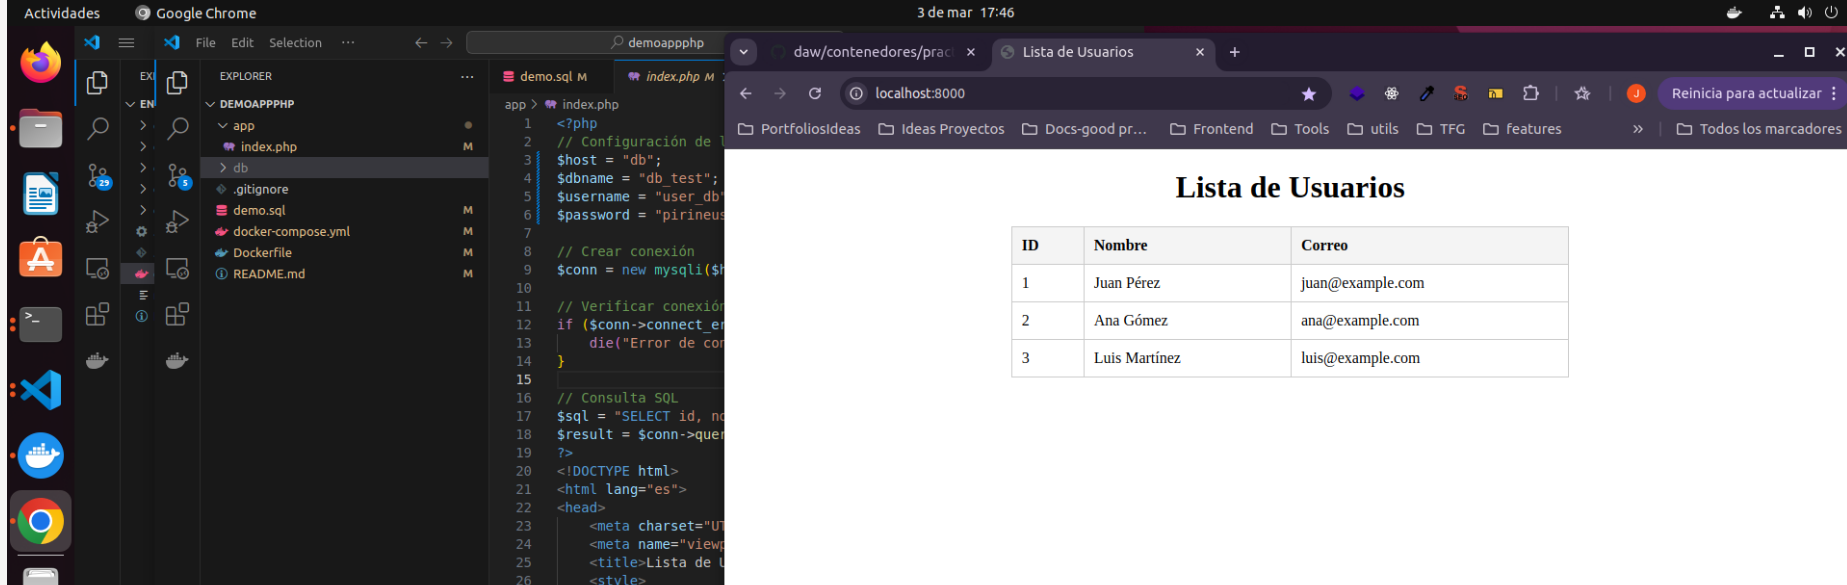 Actividades
Google Chrome
3 de mar 17:46
File Edit Selection ···
demoappphp
EXPLORER
DEMOAPPPHP
app
index.php M
db
.gitignore
demo.sql M
docker-compose.yml M
Dockerfile M
README.md M
EX
EN
29
5
demo.sql M
index.php M
app > index.php
1 <?php
2 // Configuración de l
3 $host = "db";
4 $dbname = "db_test";
5 $username = "user_db"
6 $password = "pirineus
7
8 // Crear conexión
9 $conn = new mysqli($h
10
11 // Verificar conexión
12 if ($conn->connect_er
13 die("Error de con
14 }
15
16 // Consulta SQL
17 $sql = "SELECT id, no
18 $result = $conn->quer
19 ?>
20 <!DOCTYPE html>
21 <html lang="es">
22 <head>
23 <meta charset="UT
24 <meta name="viewp
25 <title>Lista de U
26 <style>
daw/contenedores/prac
Lista de Usuarios
localhost:8000
J
Reinicia para actualizar
PortfoliosIdeas
Ideas Proyectos
Docs-good pr...
Frontend
Tools
utils
TFG
features
»
Todos los marcadores
Lista de Usuarios
ID Nombre Correo
1 Juan Pérez juan@example.com
2 Ana Gómez ana@example.com
3 Luis Martínez luis@example.com